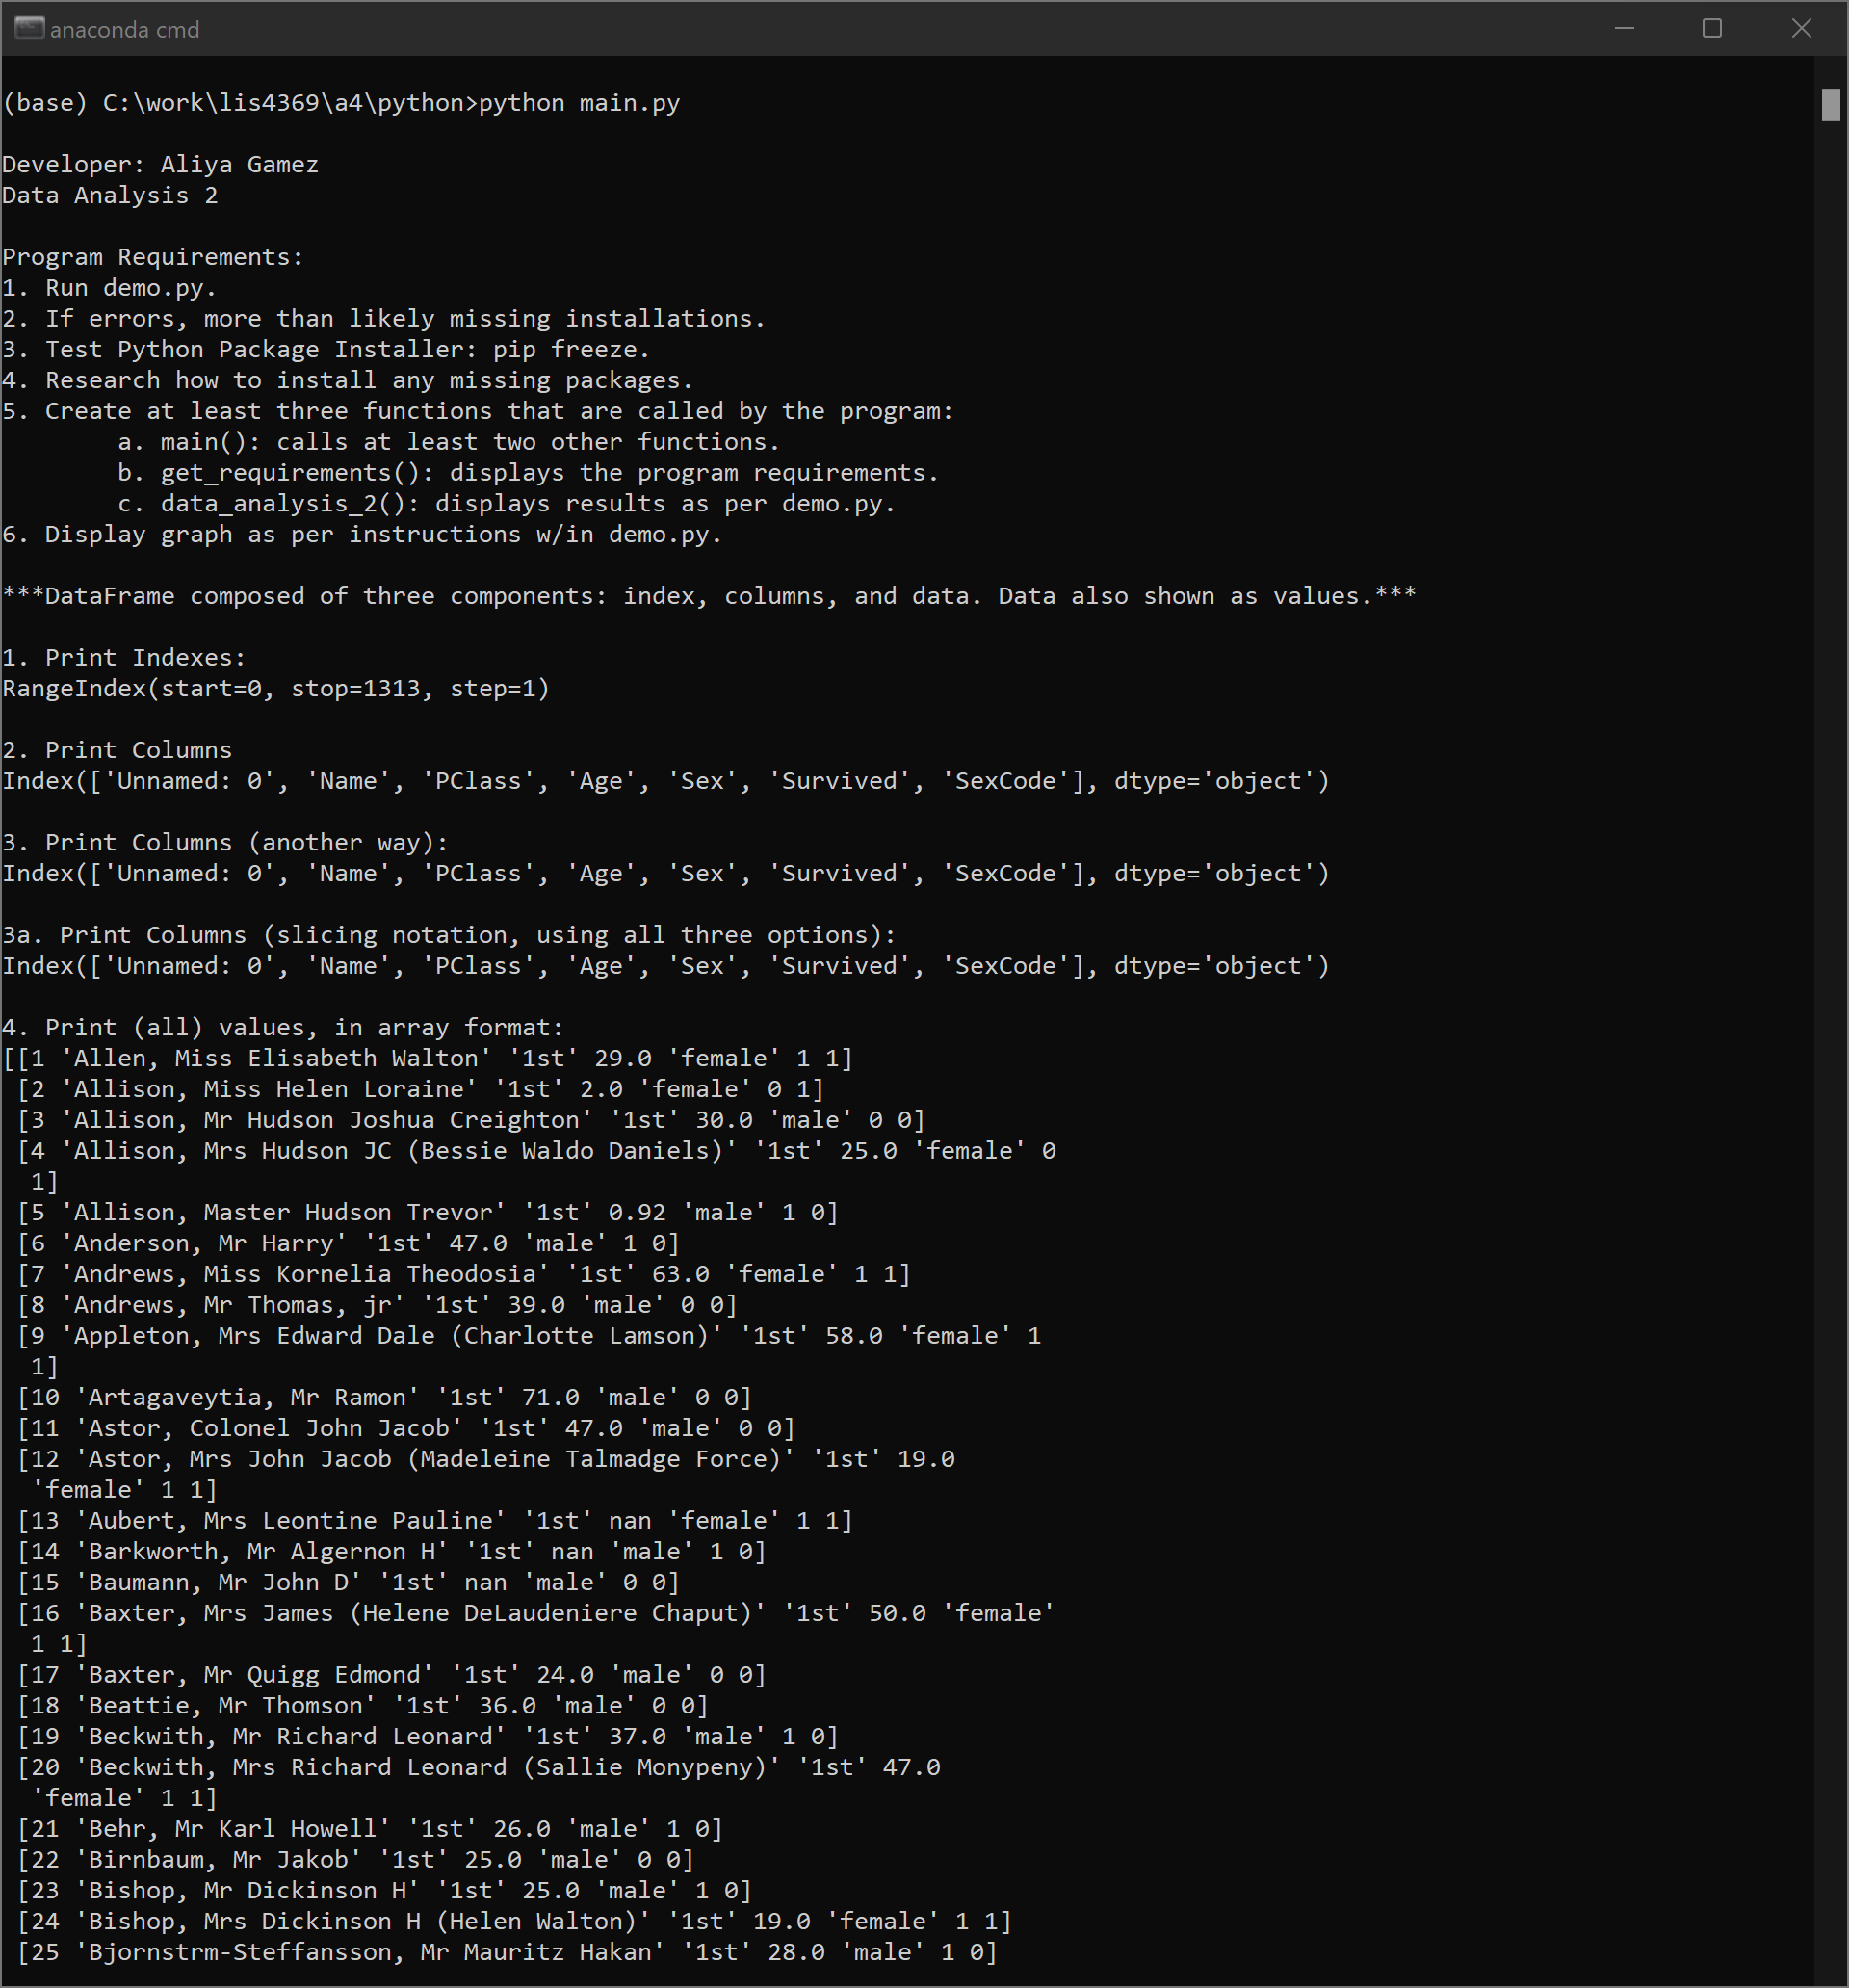 anaconda cmd
(base) C:\work\lis4369\a4\python>python main.py
Developer: Aliya Gamez
Data Analysis 2
Program Requirements:
1. Run demo.py.
2. If errors, more than likely missing installations.
3. Test Python Package Installer: pip freeze.
4. Research how to install any missing packages.
5. Create at least three functions that are called by the program:
        a. main(): calls at least two other functions.
        b. get_requirements(): displays the program requirements.
        c. data_analysis_2(): displays results as per demo.py.
6. Display graph as per instructions w/in demo.py.
***DataFrame composed of three components: index, columns, and data. Data also shown as values.***
1. Print Indexes:
RangeIndex(start=0, stop=1313, step=1)
2. Print Columns
Index(['Unnamed: 0', 'Name', 'PClass', 'Age', 'Sex', 'Survived', 'SexCode'], dtype='object')
3. Print Columns (another way):
Index(['Unnamed: 0', 'Name', 'PClass', 'Age', 'Sex', 'Survived', 'SexCode'], dtype='object')
3a. Print Columns (slicing notation, using all three options):
Index(['Unnamed: 0', 'Name', 'PClass', 'Age', 'Sex', 'Survived', 'SexCode'], dtype='object')
4. Print (all) values, in array format:
[[1 'Allen, Miss Elisabeth Walton' '1st' 29.0 'female' 1 1]
 [2 'Allison, Miss Helen Loraine' '1st' 2.0 'female' 0 1]
 [3 'Allison, Mr Hudson Joshua Creighton' '1st' 30.0 'male' 0 0]
 [4 'Allison, Mrs Hudson JC (Bessie Waldo Daniels)' '1st' 25.0 'female' 0
  1]
 [5 'Allison, Master Hudson Trevor' '1st' 0.92 'male' 1 0]
 [6 'Anderson, Mr Harry' '1st' 47.0 'male' 1 0]
 [7 'Andrews, Miss Kornelia Theodosia' '1st' 63.0 'female' 1 1]
 [8 'Andrews, Mr Thomas, jr' '1st' 39.0 'male' 0 0]
 [9 'Appleton, Mrs Edward Dale (Charlotte Lamson)' '1st' 58.0 'female' 1
  1]
 [10 'Artagaveytia, Mr Ramon' '1st' 71.0 'male' 0 0]
 [11 'Astor, Colonel John Jacob' '1st' 47.0 'male' 0 0]
 [12 'Astor, Mrs John Jacob (Madeleine Talmadge Force)' '1st' 19.0
  'female' 1 1]
 [13 'Aubert, Mrs Leontine Pauline' '1st' nan 'female' 1 1]
 [14 'Barkworth, Mr Algernon H' '1st' nan 'male' 1 0]
 [15 'Baumann, Mr John D' '1st' nan 'male' 0 0]
 [16 'Baxter, Mrs James (Helene DeLaudeniere Chaput)' '1st' 50.0 'female'
  1 1]
 [17 'Baxter, Mr Quigg Edmond' '1st' 24.0 'male' 0 0]
 [18 'Beattie, Mr Thomson' '1st' 36.0 'male' 0 0]
 [19 'Beckwith, Mr Richard Leonard' '1st' 37.0 'male' 1 0]
 [20 'Beckwith, Mrs Richard Leonard (Sallie Monypeny)' '1st' 47.0
  'female' 1 1]
 [21 'Behr, Mr Karl Howell' '1st' 26.0 'male' 1 0]
 [22 'Birnbaum, Mr Jakob' '1st' 25.0 'male' 0 0]
 [23 'Bishop, Mr Dickinson H' '1st' 25.0 'male' 1 0]
 [24 'Bishop, Mrs Dickinson H (Helen Walton)' '1st' 19.0 'female' 1 1]
 [25 'Bjornstrm-Steffansson, Mr Mauritz Hakan' '1st' 28.0 'male' 1 0]